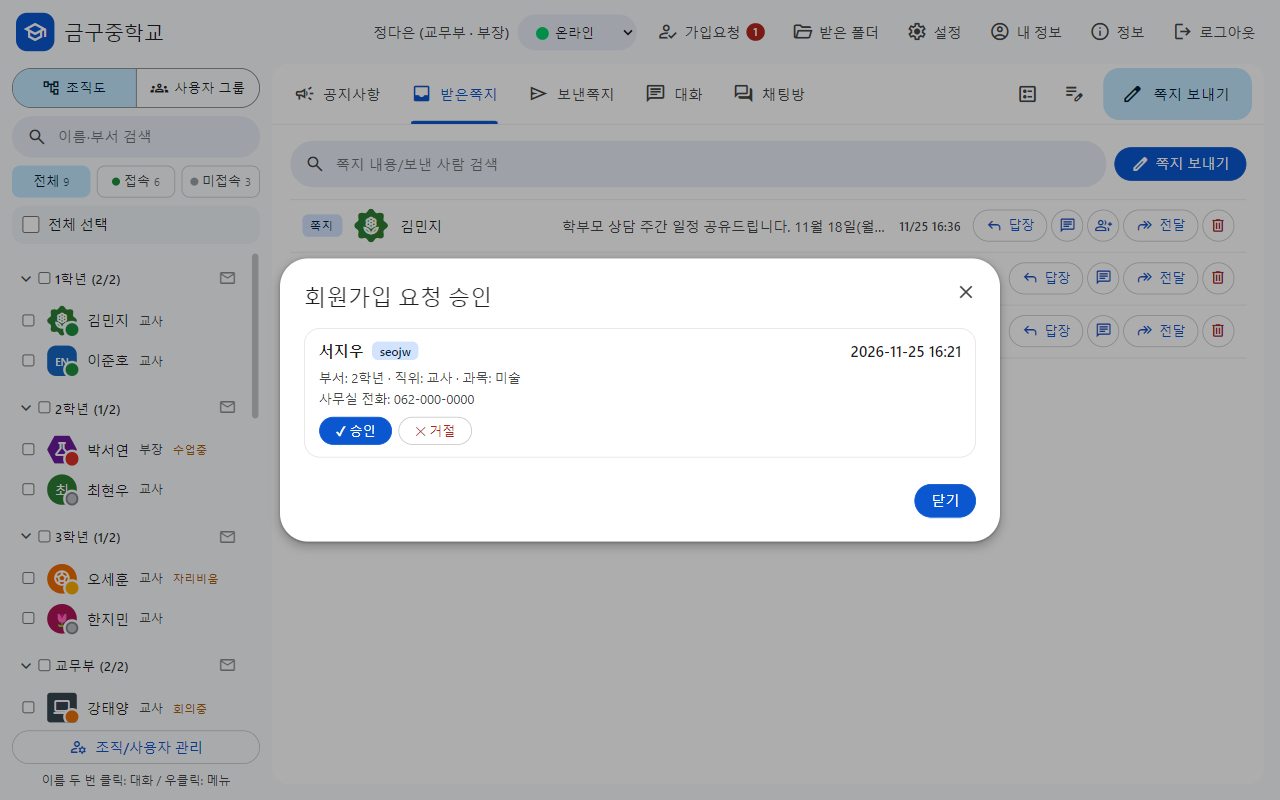 금구중학교
정다은 (교무부 · 부장)
온라인
가입요청 1
받은 폴더
설정
내 정보
정보
로그아웃
조직도
사용자 그룹
이름·부서 검색
전체 9
접속 6
미접속 3
전체 선택
1학년 (2/2)
김민지 교사
EN 이준호 교사
2학년 (1/2)
박서연 부장 수업중
최 최현우 교사
3학년 (1/2)
오세훈 교사 자리비움
한지민 교사
교무부 (2/2)
강태양 교사 회의중
조직/사용자 관리
이름 두 번 클릭: 대화 / 우클릭: 메뉴
공지사항
받은쪽지
보낸쪽지
대화
채팅방
쪽지 보내기
쪽지 내용/보낸 사람 검색
쪽지 보내기
쪽지 김민지 학부모 상담 주간 일정 공유드립니다. 11월 18일(월... 11/25 16:36 답장 전달
답장 전달
답장 전달
회원가입 요청 승인
서지우 seojw 2026-11-25 16:21
부서: 2학년 · 직위: 교사 · 과목: 미술
사무실 전화: 062-000-0000
승인
거절
닫기